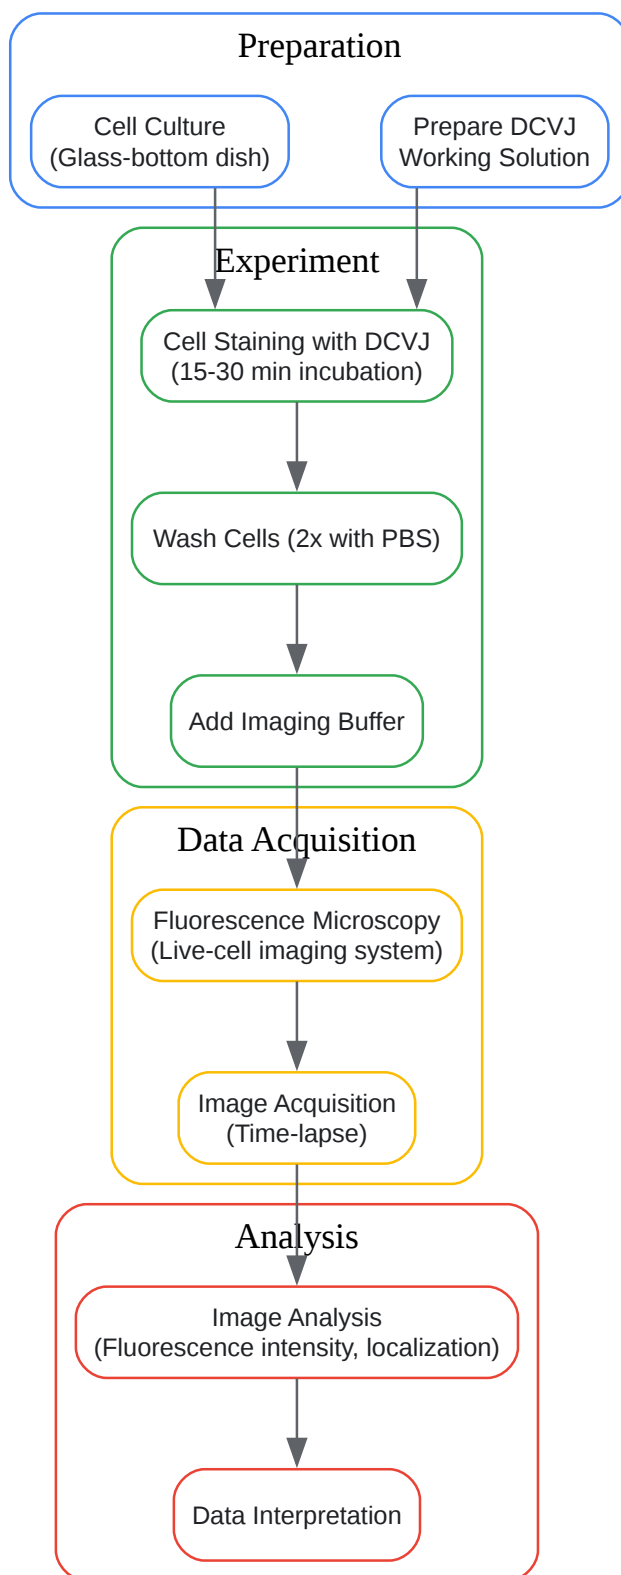 Preparation
Cell Culture
(Glass-bottom dish)
Prepare DCVJ
Working Solution
Experiment
Cell Staining with DCVJ
(15-30 min incubation)
Wash Cells (2x with PBS)
Add Imaging Buffer
Data Acquisition
Fluorescence Microscopy
(Live-cell imaging system)
Image Acquisition
(Time-lapse)
Analysis
Image Analysis
(Fluorescence intensity, localization)
Data Interpretation